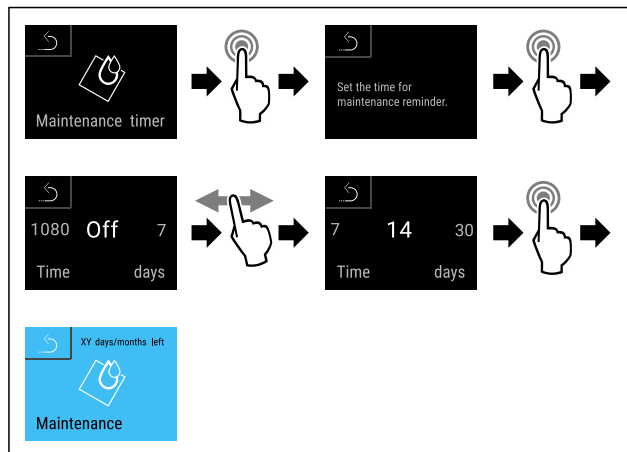 Maintenance timer
Set the time for
maintenance reminder.
1080 Off 7
Time days
7 14 30
Time days
XY days/months left
Maintenance